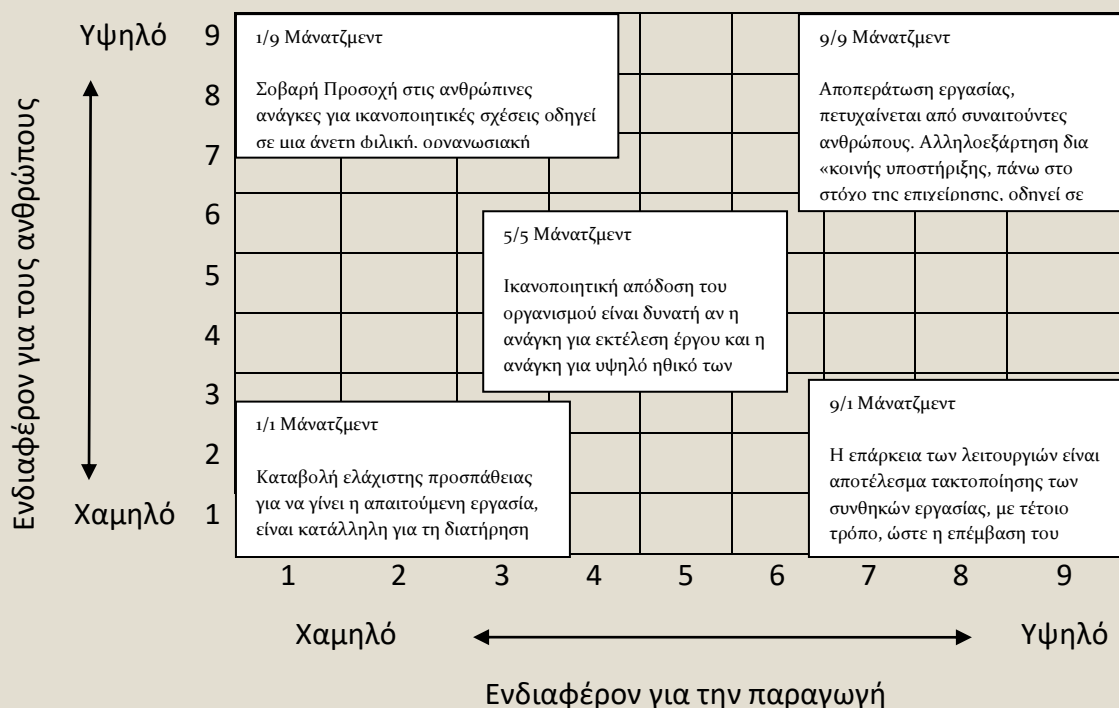 Ενδιαφέρον για τους ανθρώπους
Υψηλό
Χαμηλό
9
8
7
6
5
4
3
2
1
1/9 Μάνατζμεντ
Σοβαρή Προσοχή στις ανθρώπινες
ανάγκες για ικανοποιητικές σχέσεις οδηγεί
σε μια άνετη φιλική, οργανωσιακή
9/9 Μάνατζμεντ
Αποπεράτωση εργασίας,
πετυχαίνεται από συναιτούντες
ανθρώπους. Αλληλοεξάρτηση δια
«κοινής υποστήριξης, πάνω στο
στόχο της επιχείρησης, οδηγεί σε
5/5 Μάνατζμεντ
Ικανοποιητική απόδοση του
οργανισμού είναι δυνατή αν η
ανάγκη για εκτέλεση έργου και η
ανάγκη για υψηλό ηθικό των
1/1 Μάνατζμεντ
Καταβολή ελάχιστης προσπάθειας
για να γίνει η απαιτούμενη εργασία,
είναι κατάλληλη για τη διατήρηση
9/1 Μάνατζμεντ
Η επάρκεια των λειτουργιών είναι
αποτέλεσμα τακτοποίησης των
συνθηκών εργασίας, με τέτοιο
τρόπο, ώστε η επέμβαση του
1 2 3 4 5 6 7 8 9
Χαμηλό Υψηλό
Ενδιαφέρον για την παραγωγή